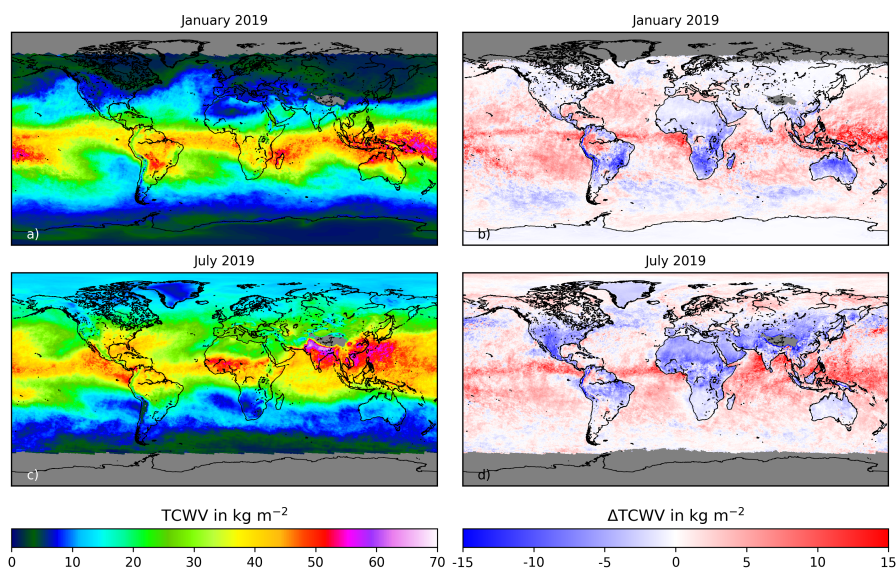 January 2019
January 2019
a)
b)
July 2019
July 2019
c)
d)
TCWV in kg m⁻²
ΔTCWV in kg m⁻²
0 10 20 30 40 50 60 70
-15 -10 -5 0 5 10 15